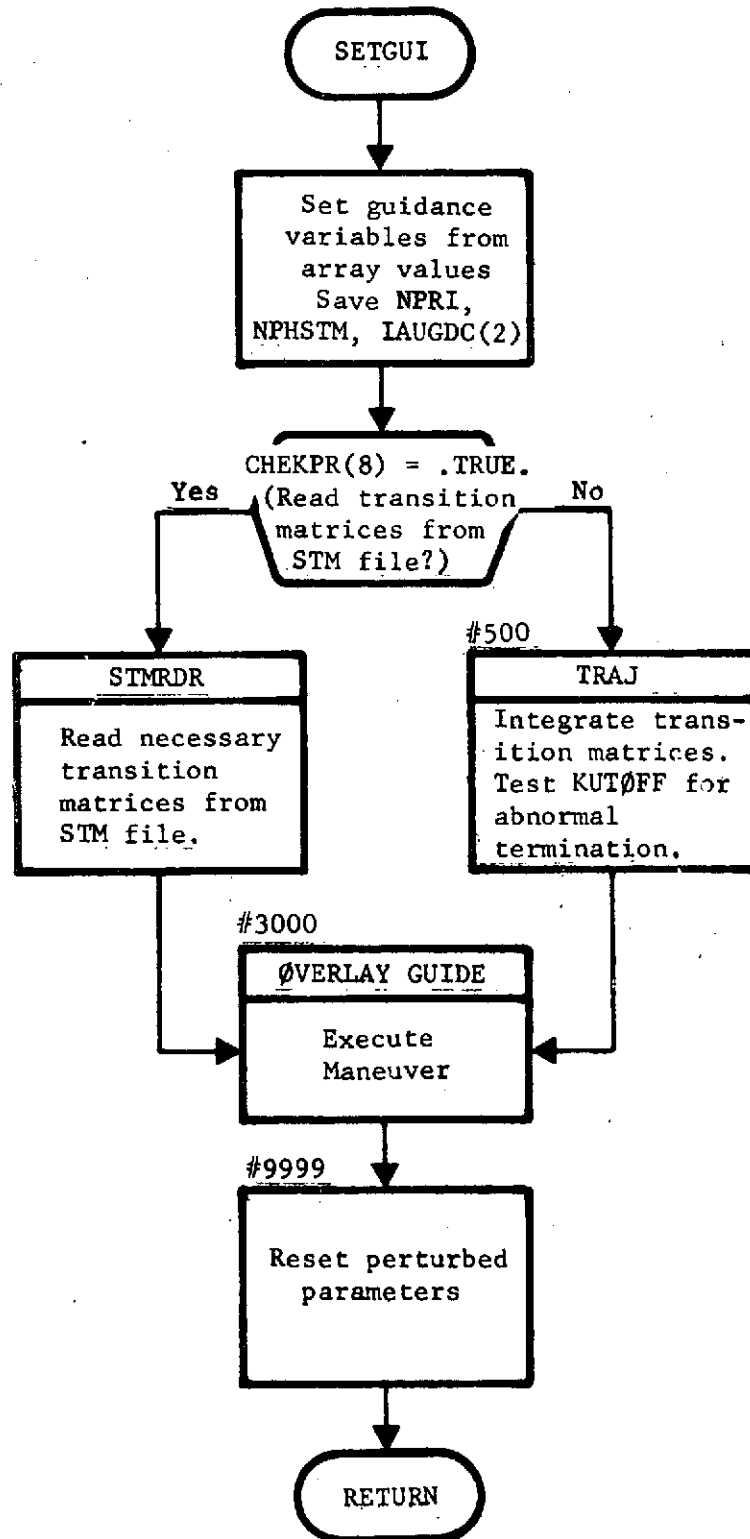 SETGUI
Set guidance
variables from
array values
Save NPRI,
NPHSTM, IAUGDC(2)
CHEKPR(8) = .TRUE.
Yes
(Read transition
No
matrices from
STM file?)
STMRDR
Read necessary
transition
matrices from
STM file.
#500
TRAJ
Integrate trans-
ition matrices.
Test KUTØFF for
abnormal
termination.
#3000
ØVERLAY GUIDE
Execute
Maneuver
#9999
Reset perturbed
parameters
RETURN